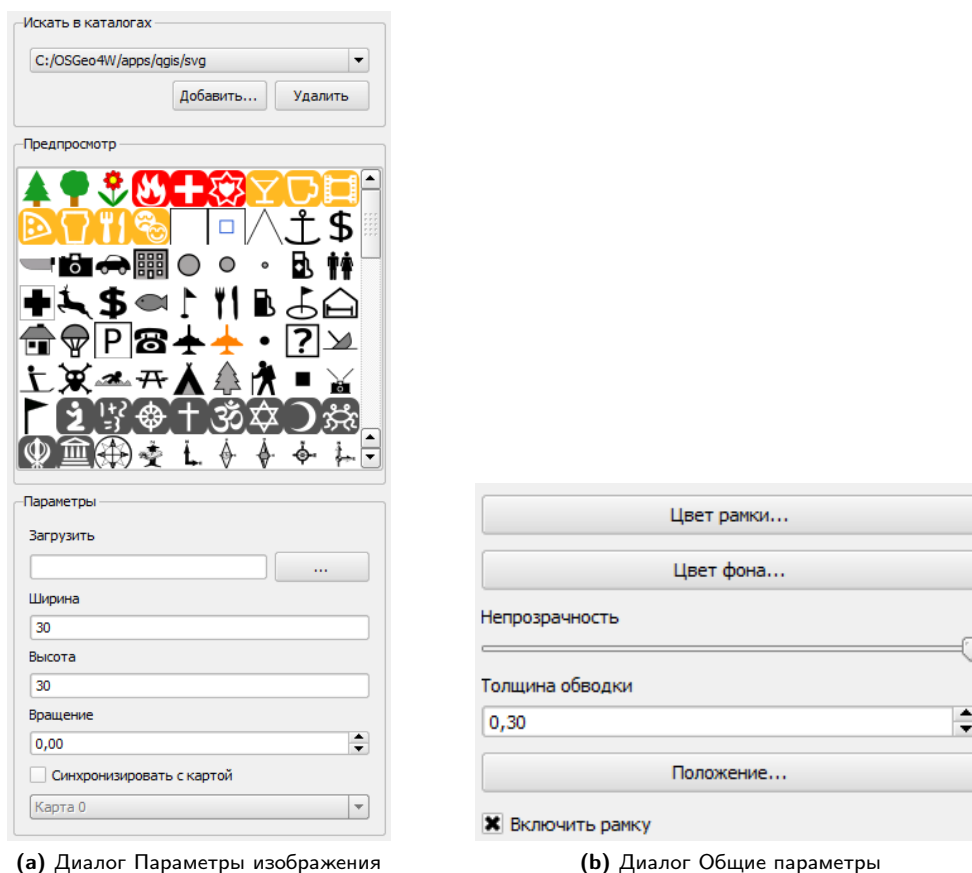 Искать в каталогах
C:/OSGeo4W/apps/qgis/svg
Добавить... Удалить
Предпросмотр
Параметры
Загрузить
...
Ширина
30
Высота
30
Вращение
0,00
Синхронизировать с картой
Карта 0
(a) Диалог Параметры изображения
Цвет рамки...
Цвет фона...
Непрозрачность
Толщина обводки
0,30
Положение...
Включить рамку
(b) Диалог Общие параметры